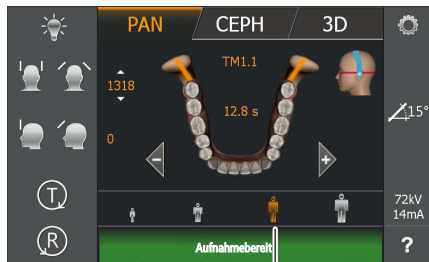 PAN CEPH 3D
TM1.1
1318
12.8 s
15°
0
- +
72kV
14mA
T
R
Aufnahmebereit
?